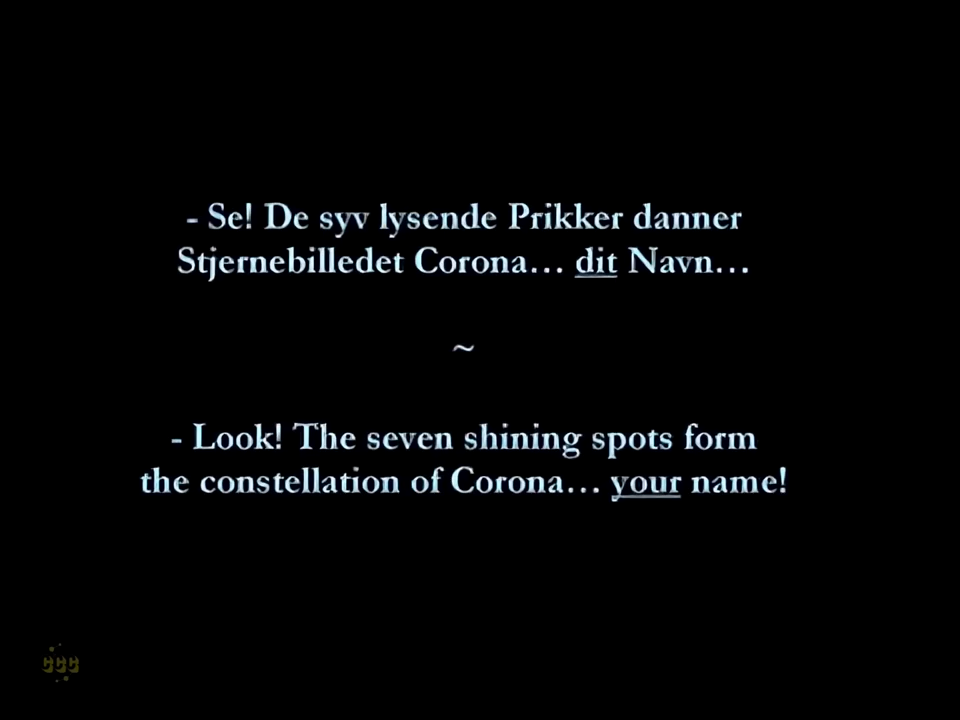 - Se! De syv lysende Prikker danner
Stjernebilledet Corona... dit Navn...
~
- Look! The seven shining spots form
the constellation of Corona... your name!
CCC